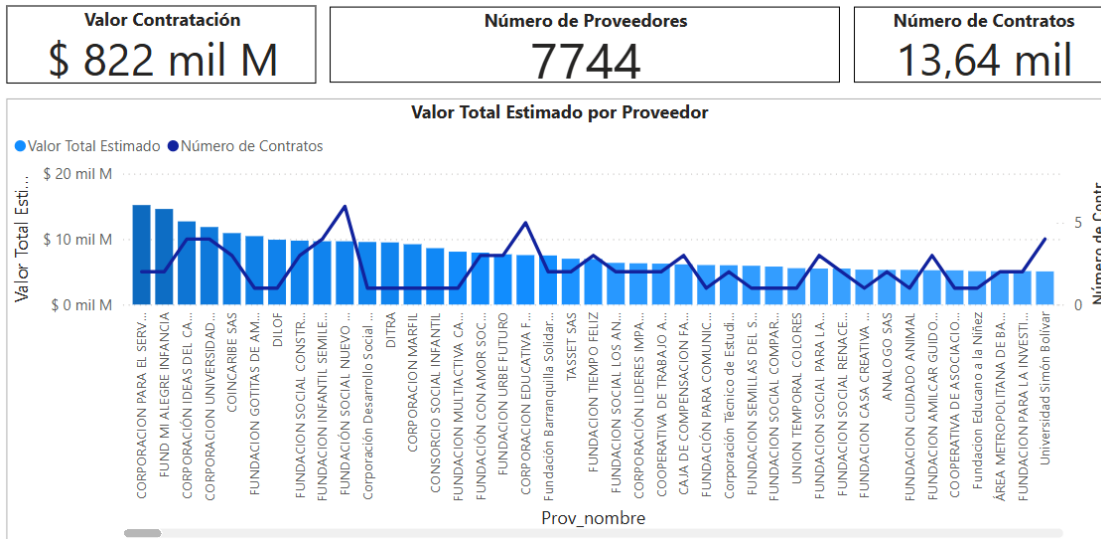 Valor Contratación
$ 822 mil M
Número de Proveedores
7744
Número de Contratos
13,64 mil
Valor Total Estimado por Proveedor
Valor Total Estimado
Número de Contratos
Valor Total Esti...
$ 20 mil M
$ 10 mil M
$ 0 mil M
5
0
Número de Contr...
CORPORACION PARA EL SERV...
FUND MI ALEGRE INFANCIA
CORPORACIÓN IDEAS DEL CA...
CORPORACION UNIVERSIDAD...
COINCARIBE SAS
FUNDACION GOTITAS DE AM...
DILOF
FUNDACION SOCIAL CONSTR...
FUNDACION INFANTIL SEMILE...
FUNDACIÓN SOCIAL NUEVO ...
Corporación Desarrollo Social ...
DITRA
CORPORACION MARFIL
CONSORCIO SOCIAL INFANTIL
FUNDACION MULTIACTIVA CA...
FUNDACIÓN CON AMOR SOC...
FUNDACION URBE FUTURO
CORPORACION EDUCATIVA F...
Fundación Barranquilla Solidar...
TASSET SAS
FUNDACION TIEMPO FELIZ
FUNDACION SOCIAL LOS AN...
CORPORACIÓN LIDERES IMPA...
COOPERATIVA DE TRABAJO A...
CAJA DE COMPENSACION FA...
FUNDACIÓN PARA COMUNIC...
Corporación Técnico de Estudi...
FUNDACION SEMILLAS DEL S...
FUNDACION SOCIAL COMPAR...
UNION TEMPORAL COLORES
FUNDACION SOCIAL PARA LA...
FUNDACION SOCIAL RENACE...
FUNDACION CASA CREATIVA ...
ANALOGO SAS
FUNDACION CUIDADO ANIMAL
FUNDACION AMILCAR GUIDO...
COOPERATIVA DE ASOCIACIO...
Fundacion Educano a la Niñez
ÁREA METROPOLITANA DE BA...
FUNDACION PARA LA INVESTI...
Universidad Simón Bolívar
Prov_nombre